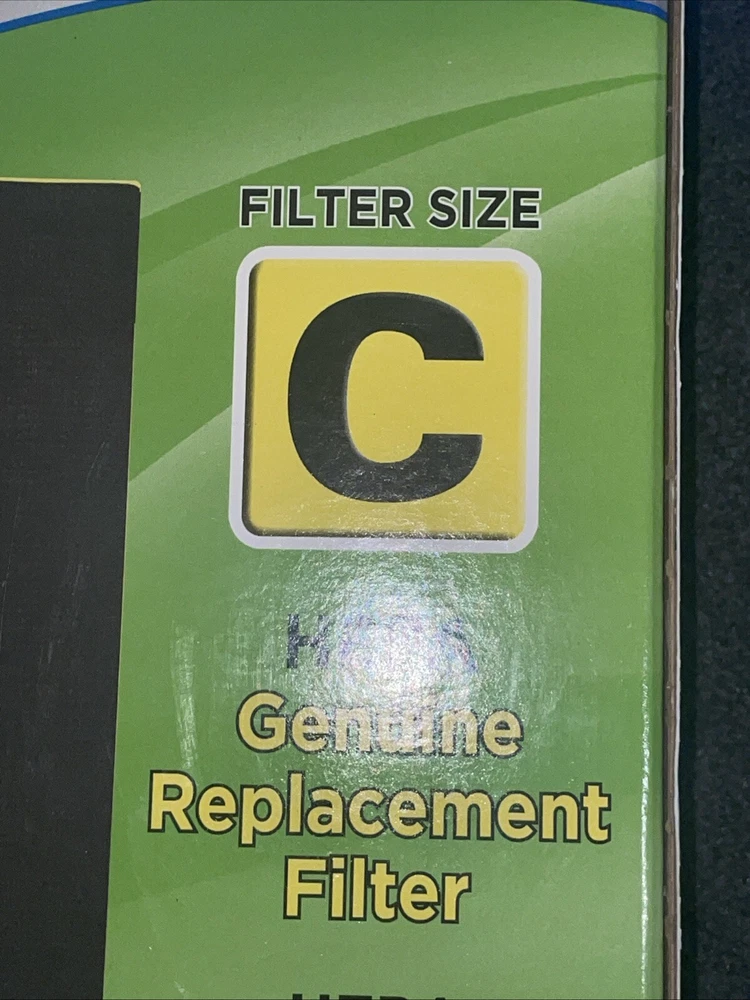 FILTER SIZE
C
Genuine
Replacement
Filter